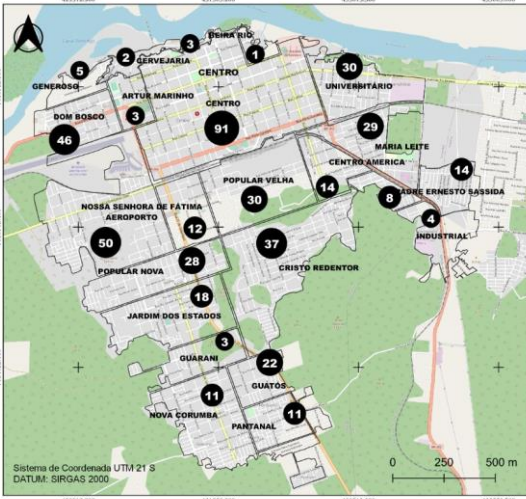 BEIRA RIO
3
1
2
CERVEJARIA
5
CENTRO
30
GENEROSO
UNIVERSITÁRIO
ARTUR MARINHO
CENTRO
DOM BOSCO
3
46
91
29
MARIA LEITE
CENTRO AMERICA
14
POPULAR VELHA
14
PADRE ERNESTO SASSIDA
30
8
NOSSA SENHORA DE FÁTIMA
AEROPORTO
4
12
INDUSTRIAL
50
37
28
POPULAR NOVA
CRISTO REDENTOR
18
JARDIM DOS ESTADOS
3
GUARANI
22
GUATÓS
11
NOVA CORUMBA
11
PANTANAL
Sistema de Coordenada UTM 21 S
DATUM: SIRGAS 2000
0 250 500 m